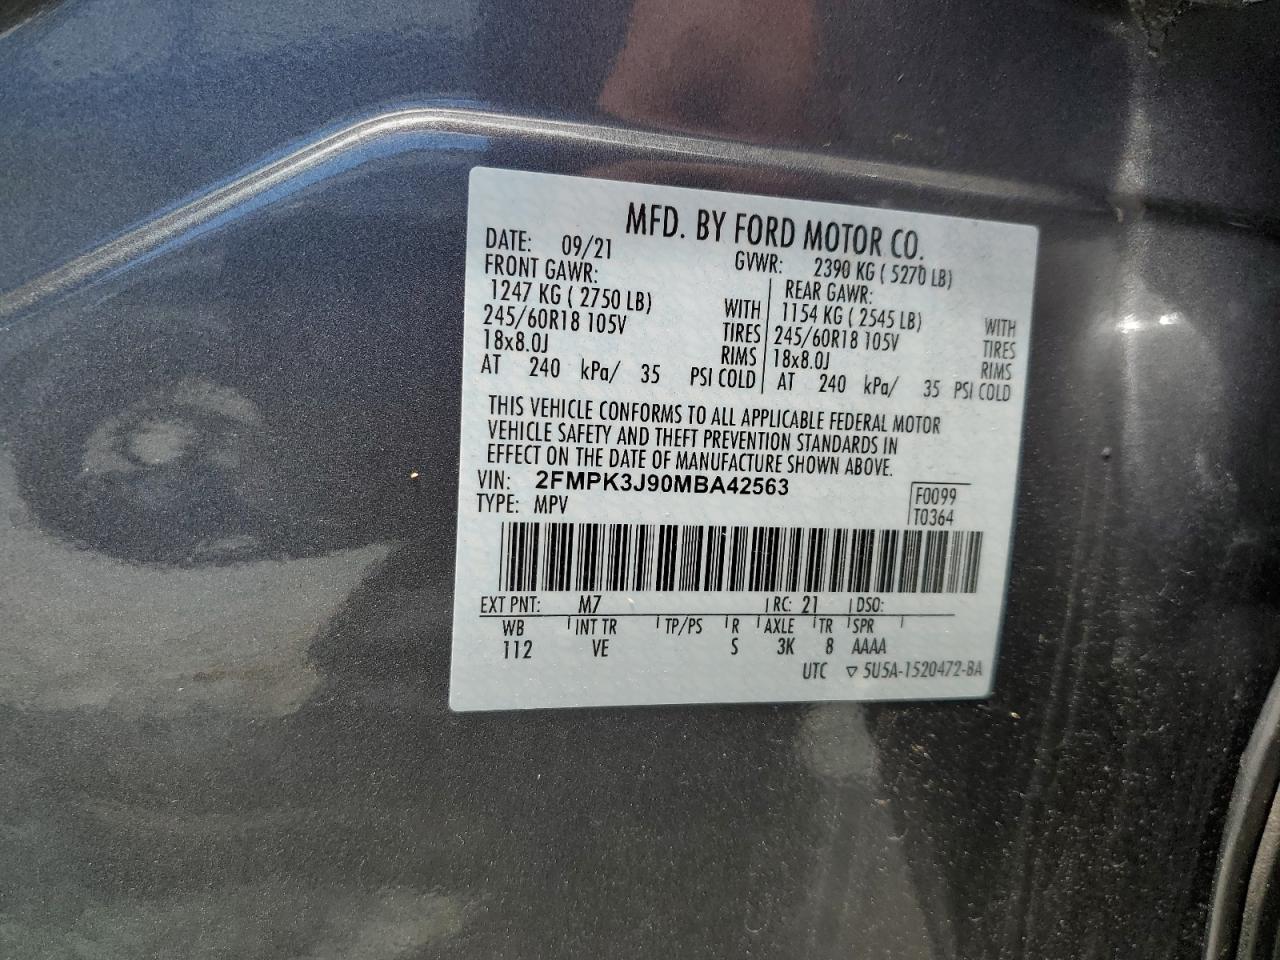 MFD. BY FORD MOTOR CO.
DATE: 09/21 GVWR: 2390 KG ( 5270 LB)
FRONT GAWR: REAR GAWR:
1247 KG ( 2750 LB) WITH 1154 KG ( 2545 LB) WITH
245/60R18 105V TIRES 245/60R18 105V TIRES
18x8.0J RIMS 18x8.0J RIMS
AT 240 kPa/ 35 PSI COLD AT 240 kPa/ 35 PSI COLD
THIS VEHICLE CONFORMS TO ALL APPLICABLE FEDERAL MOTOR
VEHICLE SAFETY AND THEFT PREVENTION STANDARDS IN
EFFECT ON THE DATE OF MANUFACTURE SHOWN ABOVE.
VIN: 2FMPK3J90MBA42563 F0099
TYPE: MPV T0364
EXT PNT: M7 RC: 21 DSO:
WB INT TR TP/PS R AXLE TR SPR
112 VE S 3K 8 AAAA
UTC ▽ 5U5A-1520472-BA